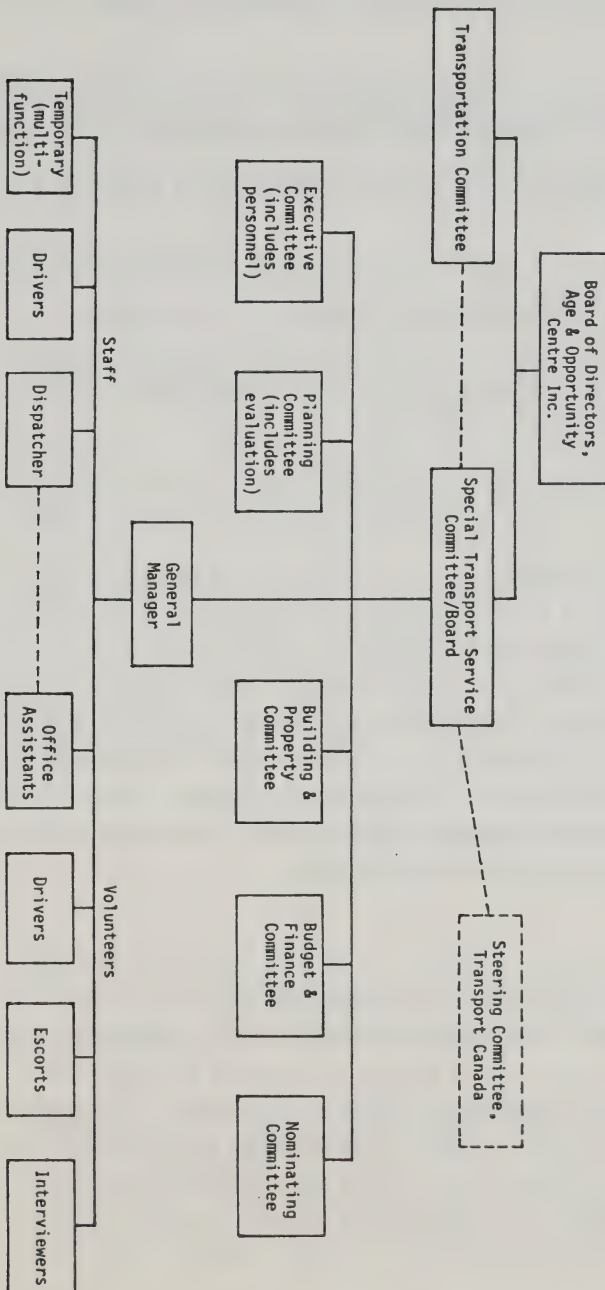 Board of Directors,
Age & Opportunity
Centre Inc.
Transportation Committee
Special Transport Service
Committee/Board
Steering Committee,
Transport Canada
Executive
Committee
(includes
personnel)
Planning
Committee
(includes
evaluation)
Building &
Property
Committee
Budget &
Finance
Committee
Nominating
Committee
General
Manager
Staff
Volunteers
Temporary
(multi-
function)
Drivers
Dispatcher
Office
Assistants
Drivers
Escorts
Interviewers